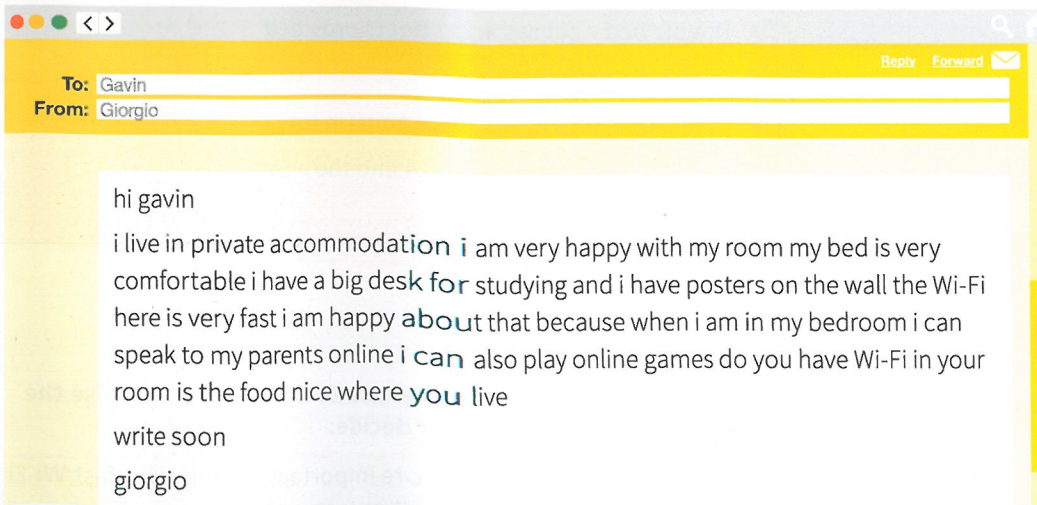 Reply Forward
To: Gavin
From: Giorgio
hi gavin
i live in private accommodation i am very happy with my room my bed is very
comfortable i have a big desk for studying and i have posters on the wall the Wi-Fi
here is very fast i am happy about that because when i am in my bedroom i can
speak to my parents online i can also play online games do you have Wi-Fi in your
room is the food nice where you live
write soon
giorgio